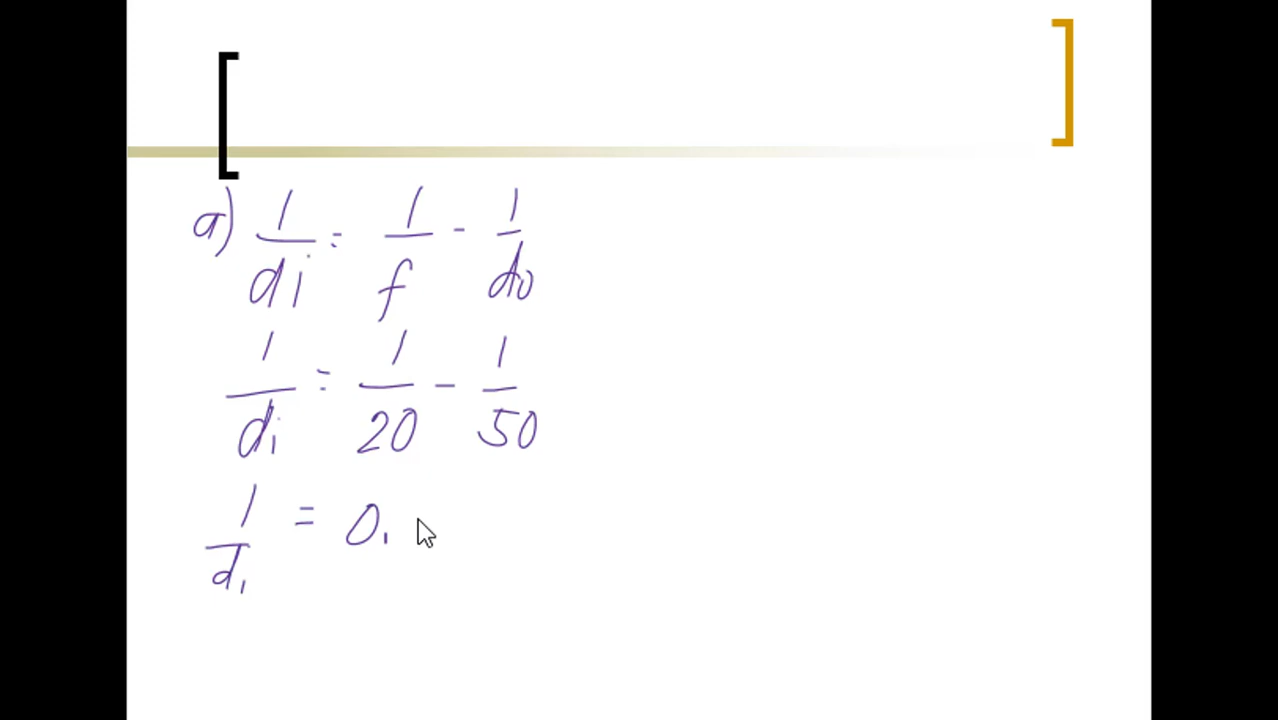 a) 1/di = 1/f - 1/do
1/di = 1/20 - 1/50
1/di = 0.